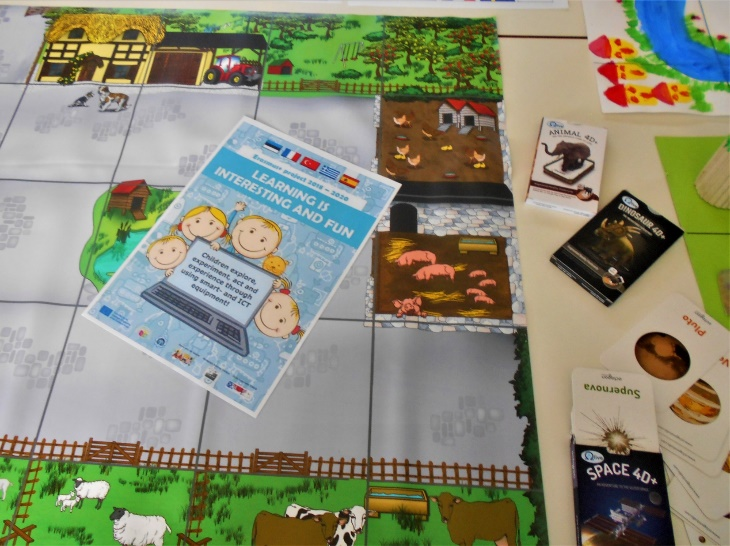 Erasmus+ project 2018 – 2020
LEARNING IS
INTERESTING AND FUN
Children explore,
experiment, act and
experience through
using smart- and ICT
equipment!
ANIMAL 4D+
DINOSAUR 4D+
Pluto
Supernova
SPACE 4D+